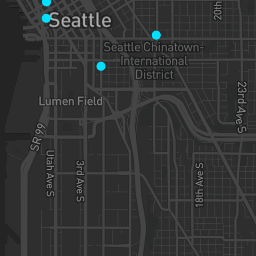 Seattle
20th
Seattle Chinatown-
International
District
Lumen Field
23rd Ave S
SR 99
Utah Ave S
3rd Ave S
18th Ave S